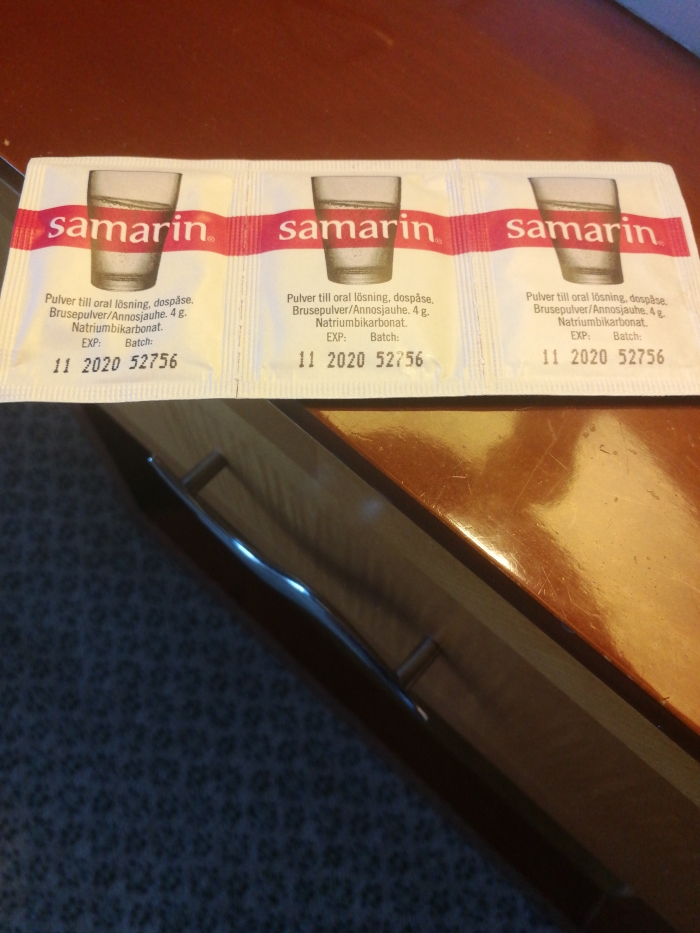 samarin®
Pulver till oral lösning, dospåse.
Brusepulver/Annosjauhe. 4 g.
Natriumbikarbonat.
EXP: Batch:
11 2020 52756
samarin®
Pulver till oral lösning, dospåse.
Brusepulver/Annosjauhe. 4 g.
Natriumbikarbonat.
EXP: Batch:
11 2020 52756
samarin®
Pulver till oral lösning, dospåse.
Brusepulver/Annosjauhe. 4 g.
Natriumbikarbonat.
EXP: Batch:
11 2020 52756